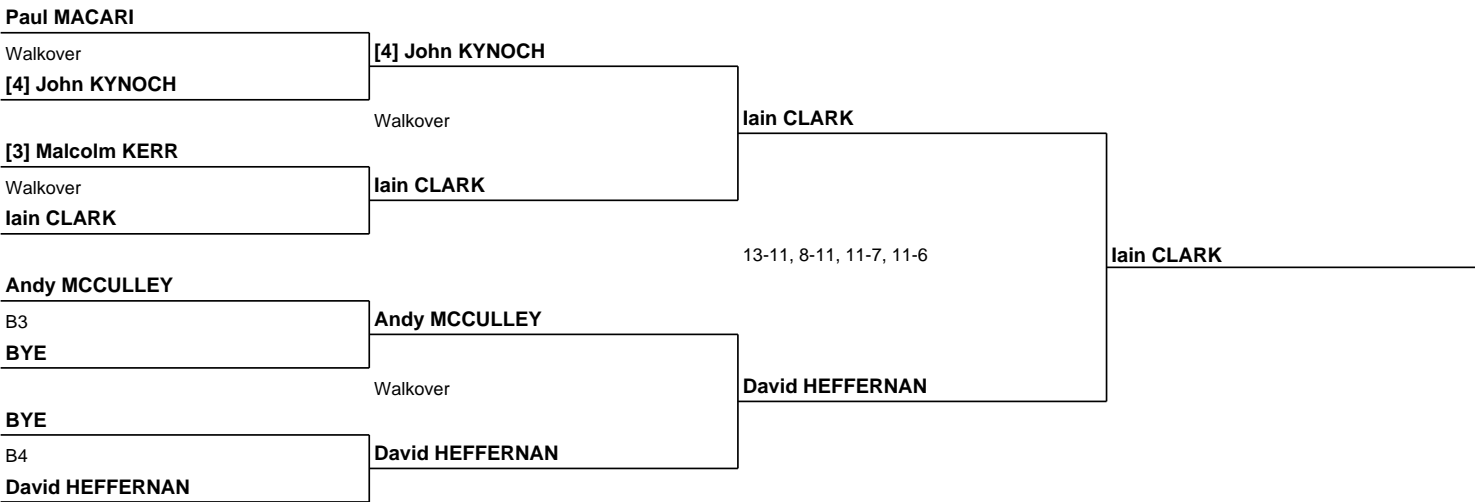 Paul MACARI
Walkover
[4] John KYNOCH
[4] John KYNOCH
Walkover
Iain CLARK
[3] Malcolm KERR
Walkover
Iain CLARK
Iain CLARK
13-11, 8-11, 11-7, 11-6
Iain CLARK
Andy MCCULLEY
B3
BYE
Andy MCCULLEY
Walkover
David HEFFERNAN
BYE
B4
David HEFFERNAN
David HEFFERNAN